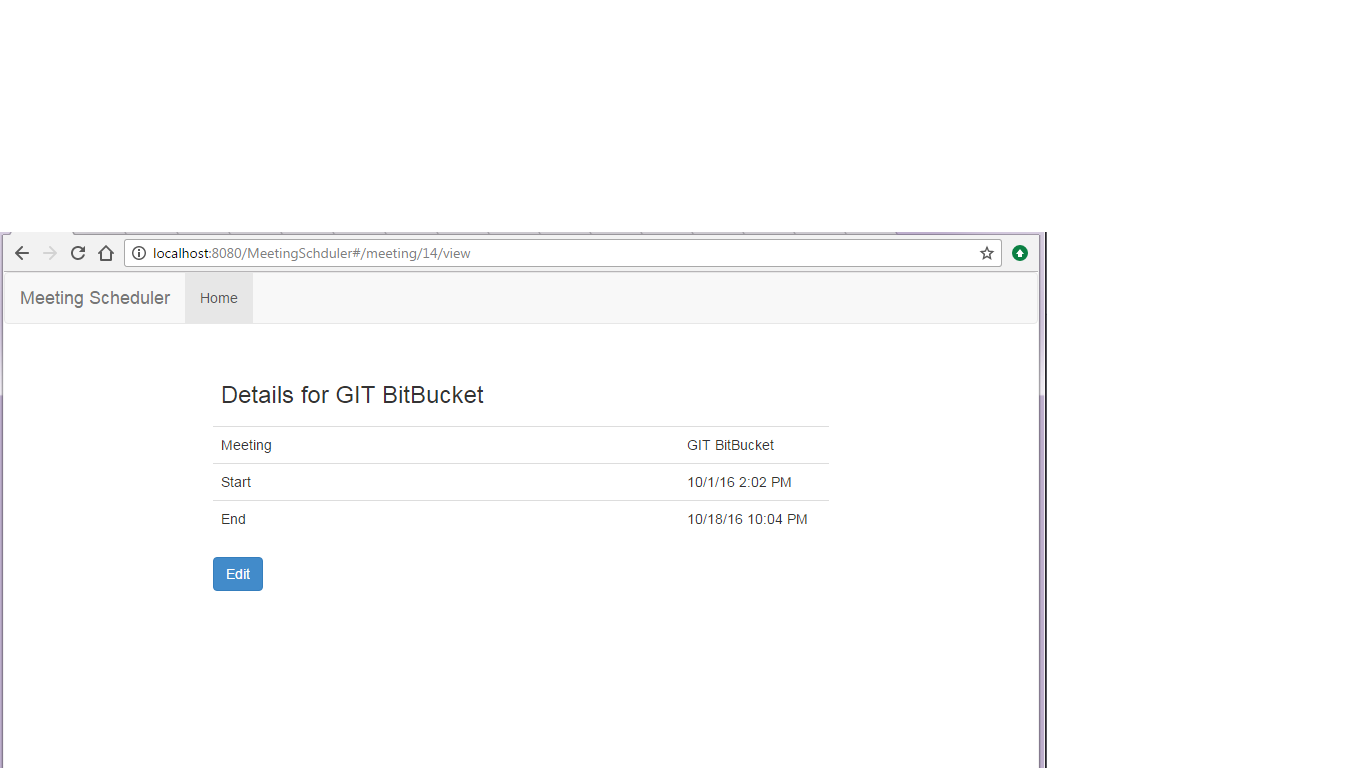 localhost:8080/MeetingSchduler#/meeting/14/view
Meeting Scheduler Home
Details for GIT BitBucket
Meeting GIT BitBucket
Start 10/1/16 2:02 PM
End 10/18/16 10:04 PM
Edit